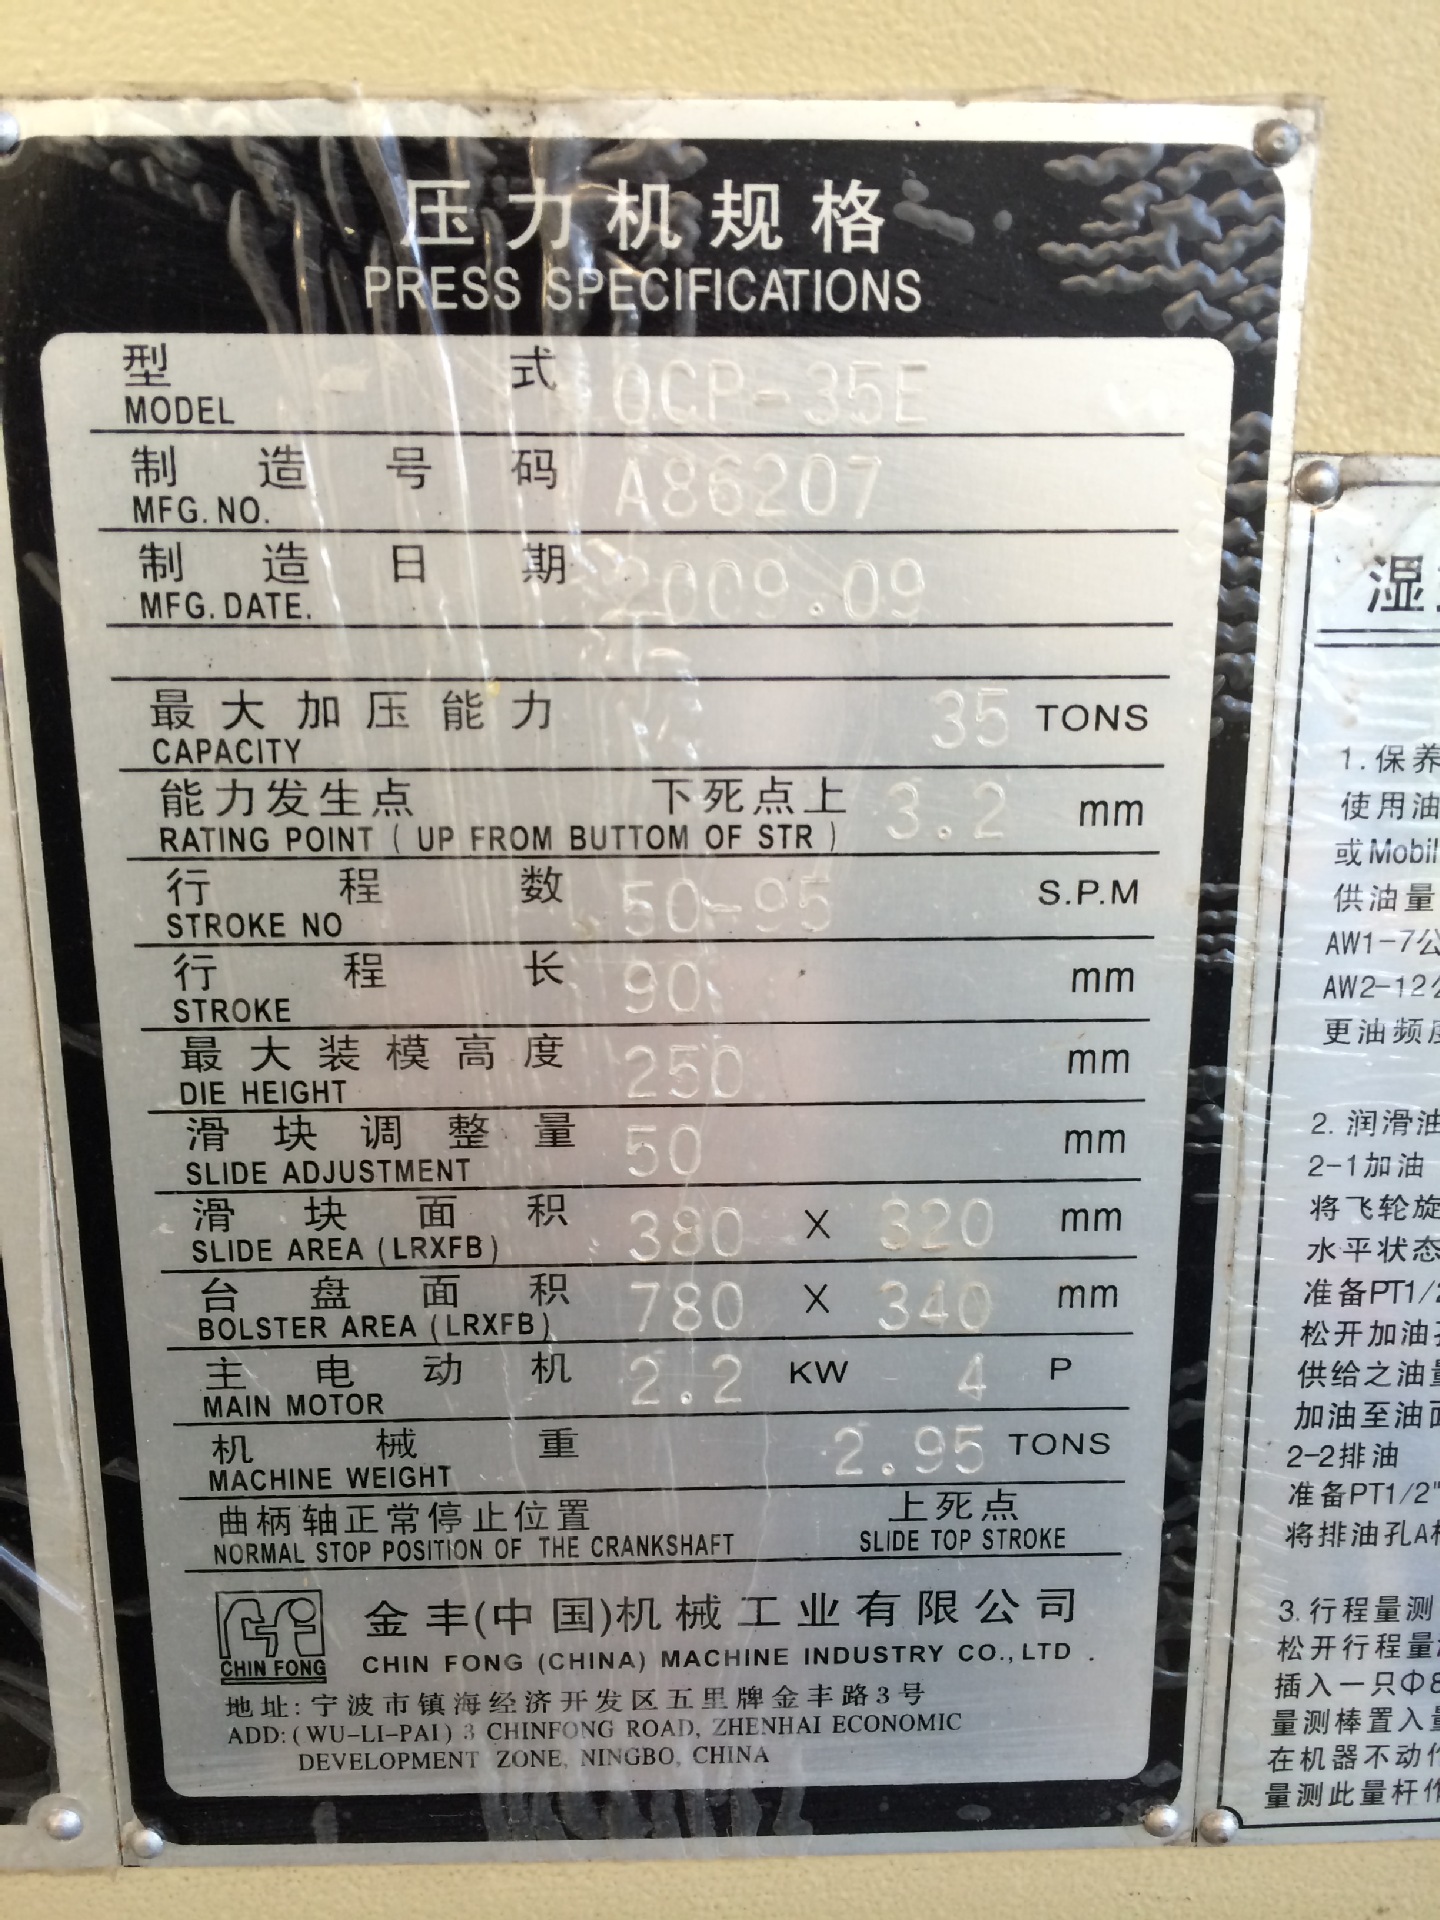 压力机规格
PRESS SPECIFICATIONS
型 式 OCP-35E
MODEL
制 造 号 码 A86207
MFG. NO.
制 造 日 期 2009.09
MFG. DATE.
最 大 加 压 能 力 35 TONS
CAPACITY
能力发生点 下死点上 3.2 mm
RATING POINT ( UP FROM BUTTOM OF STR )
行 程 数 50-95 S.P.M
STROKE NO
行 程 长 90 mm
STROKE
最 大 装 模 高 度 250 mm
DIE HEIGHT
滑 块 调 整 量 50 mm
SLIDE ADJUSTMENT
滑 块 面 积 380 X 320 mm
SLIDE AREA (LRXFB)
台 盘 面 积 780 X 340 mm
BOLSTER AREA (LRXFB)
主 电 动 机 2.2 KW 4 P
MAIN MOTOR
机 械 重 2.95 TONS
MACHINE WEIGHT
曲柄轴正常停止位置 上死点
NORMAL STOP POSITION OF THE CRANKSHAFT SLIDE TOP STROKE
CHIN FONG
金丰(中国)机械工业有限公司
CHIN FONG (CHINA) MACHINE INDUSTRY CO., LTD .
地址: 宁波市镇海经济开发区五里牌金丰路3号
ADD: (WU-LI-PAI) 3 CHINFONG ROAD, ZHENHAI ECONOMIC
DEVELOPMENT ZONE, NINGBO, CHINA
湿
1. 保养
使用油
或Mobil
供油量
AW1-7公
AW2-12公
更油频度
2. 润滑油
2-1加油
将飞轮旋
水平状态
准备PT1/2
松开加油孔
供给之油量
加油至油面
2-2排油
准备PT1/2"
将排油孔A
3. 行程量测
松开行程量
插入一只Φ8
量测棒置入量
在机器不动作
量测此量杆作